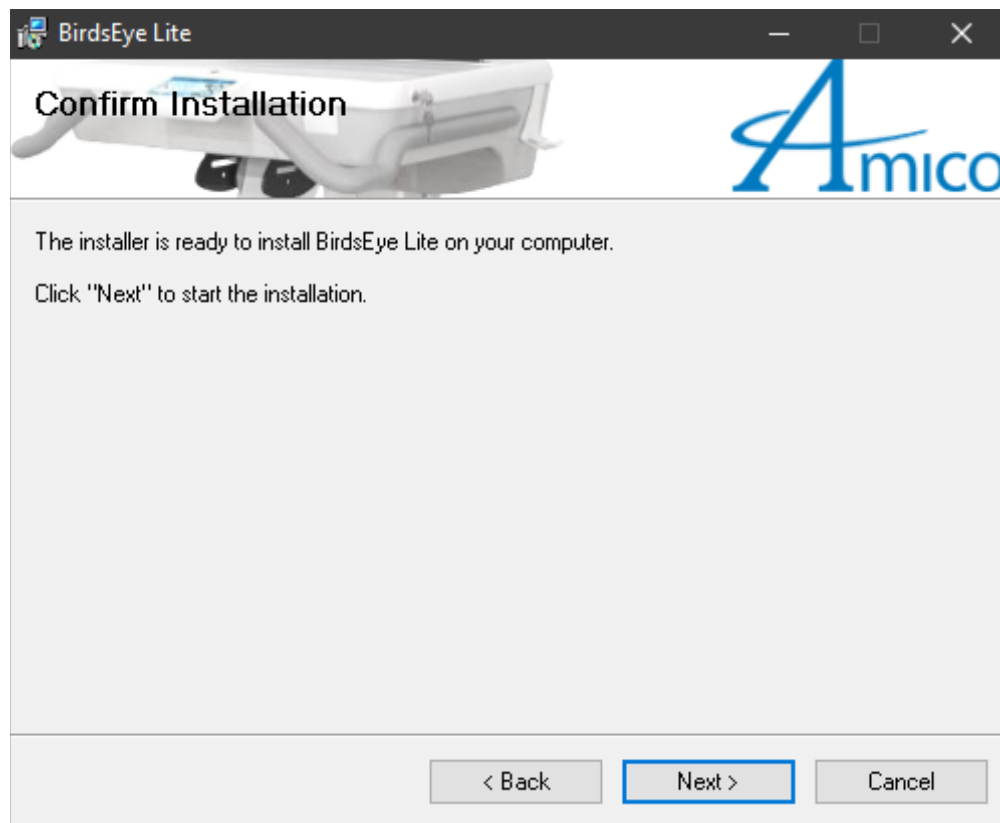 BirdsEye Lite
Confirm Installation
Amico
The installer is ready to install BirdsEye Lite on your computer.
Click "Next" to start the installation.
< Back
Next >
Cancel